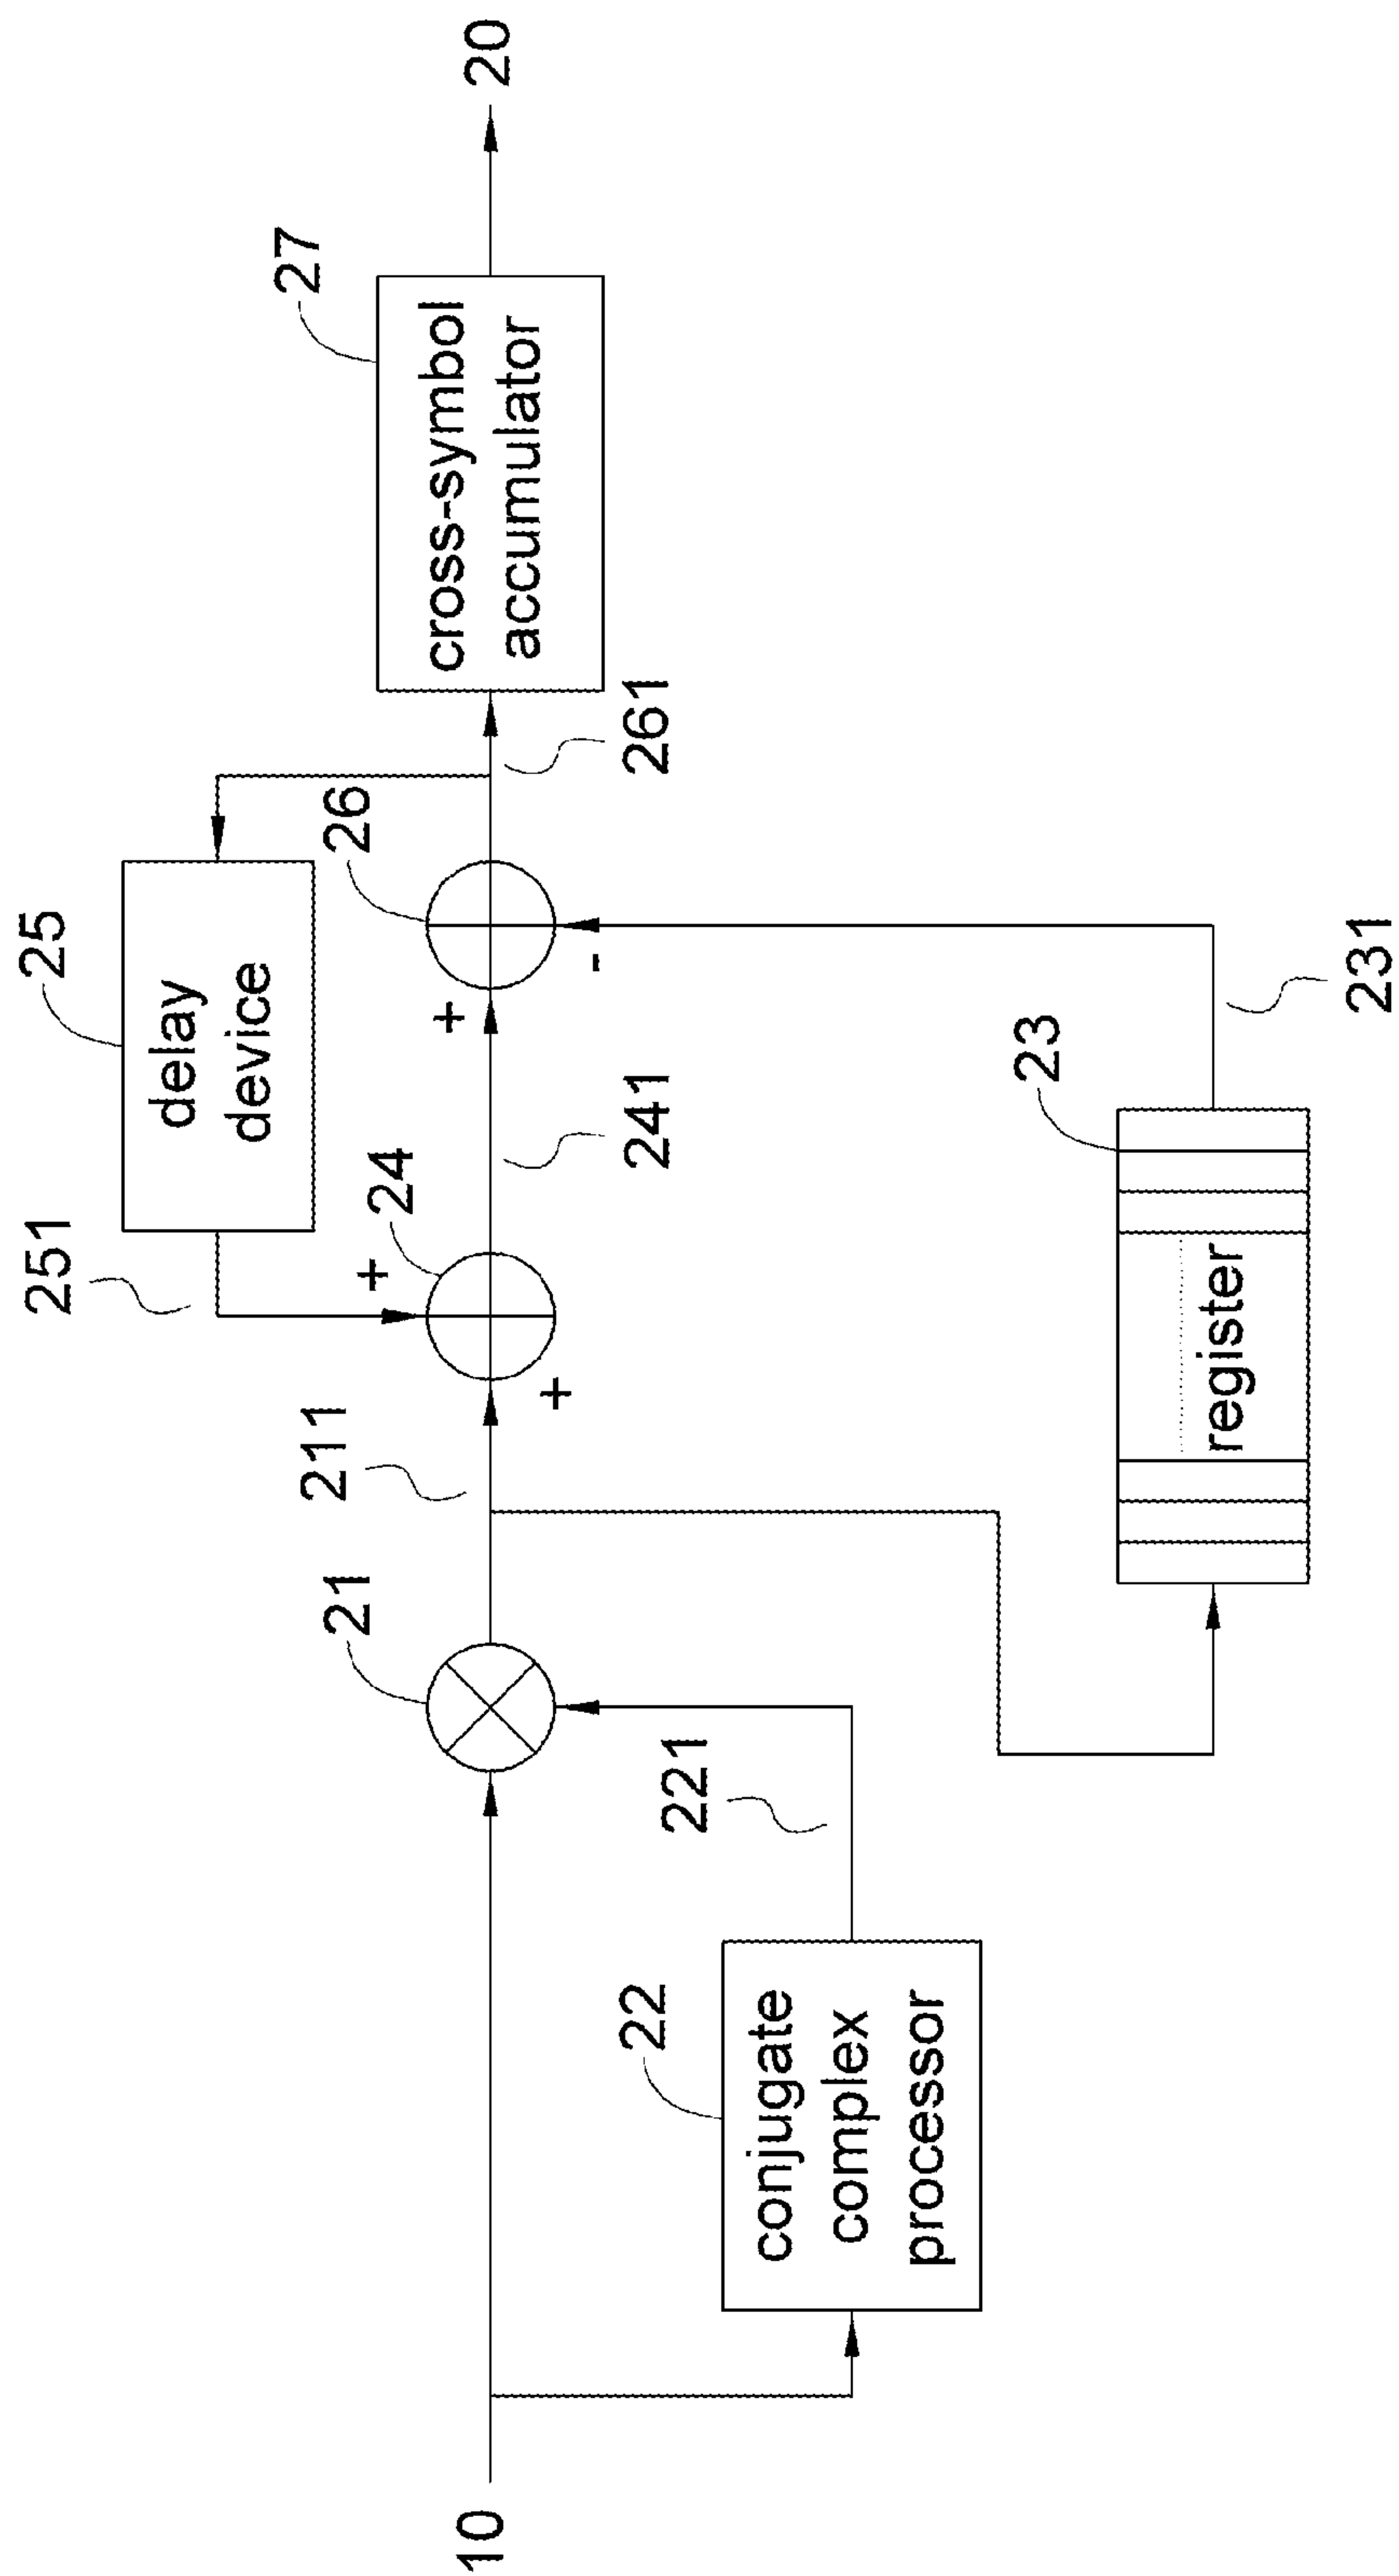 25
delay
device
251
27
cross-symbol
accumulator
20
26
+
-
261
24
+
+
241
211
21
10
221
22
conjugate
complex
processor
23
register
231